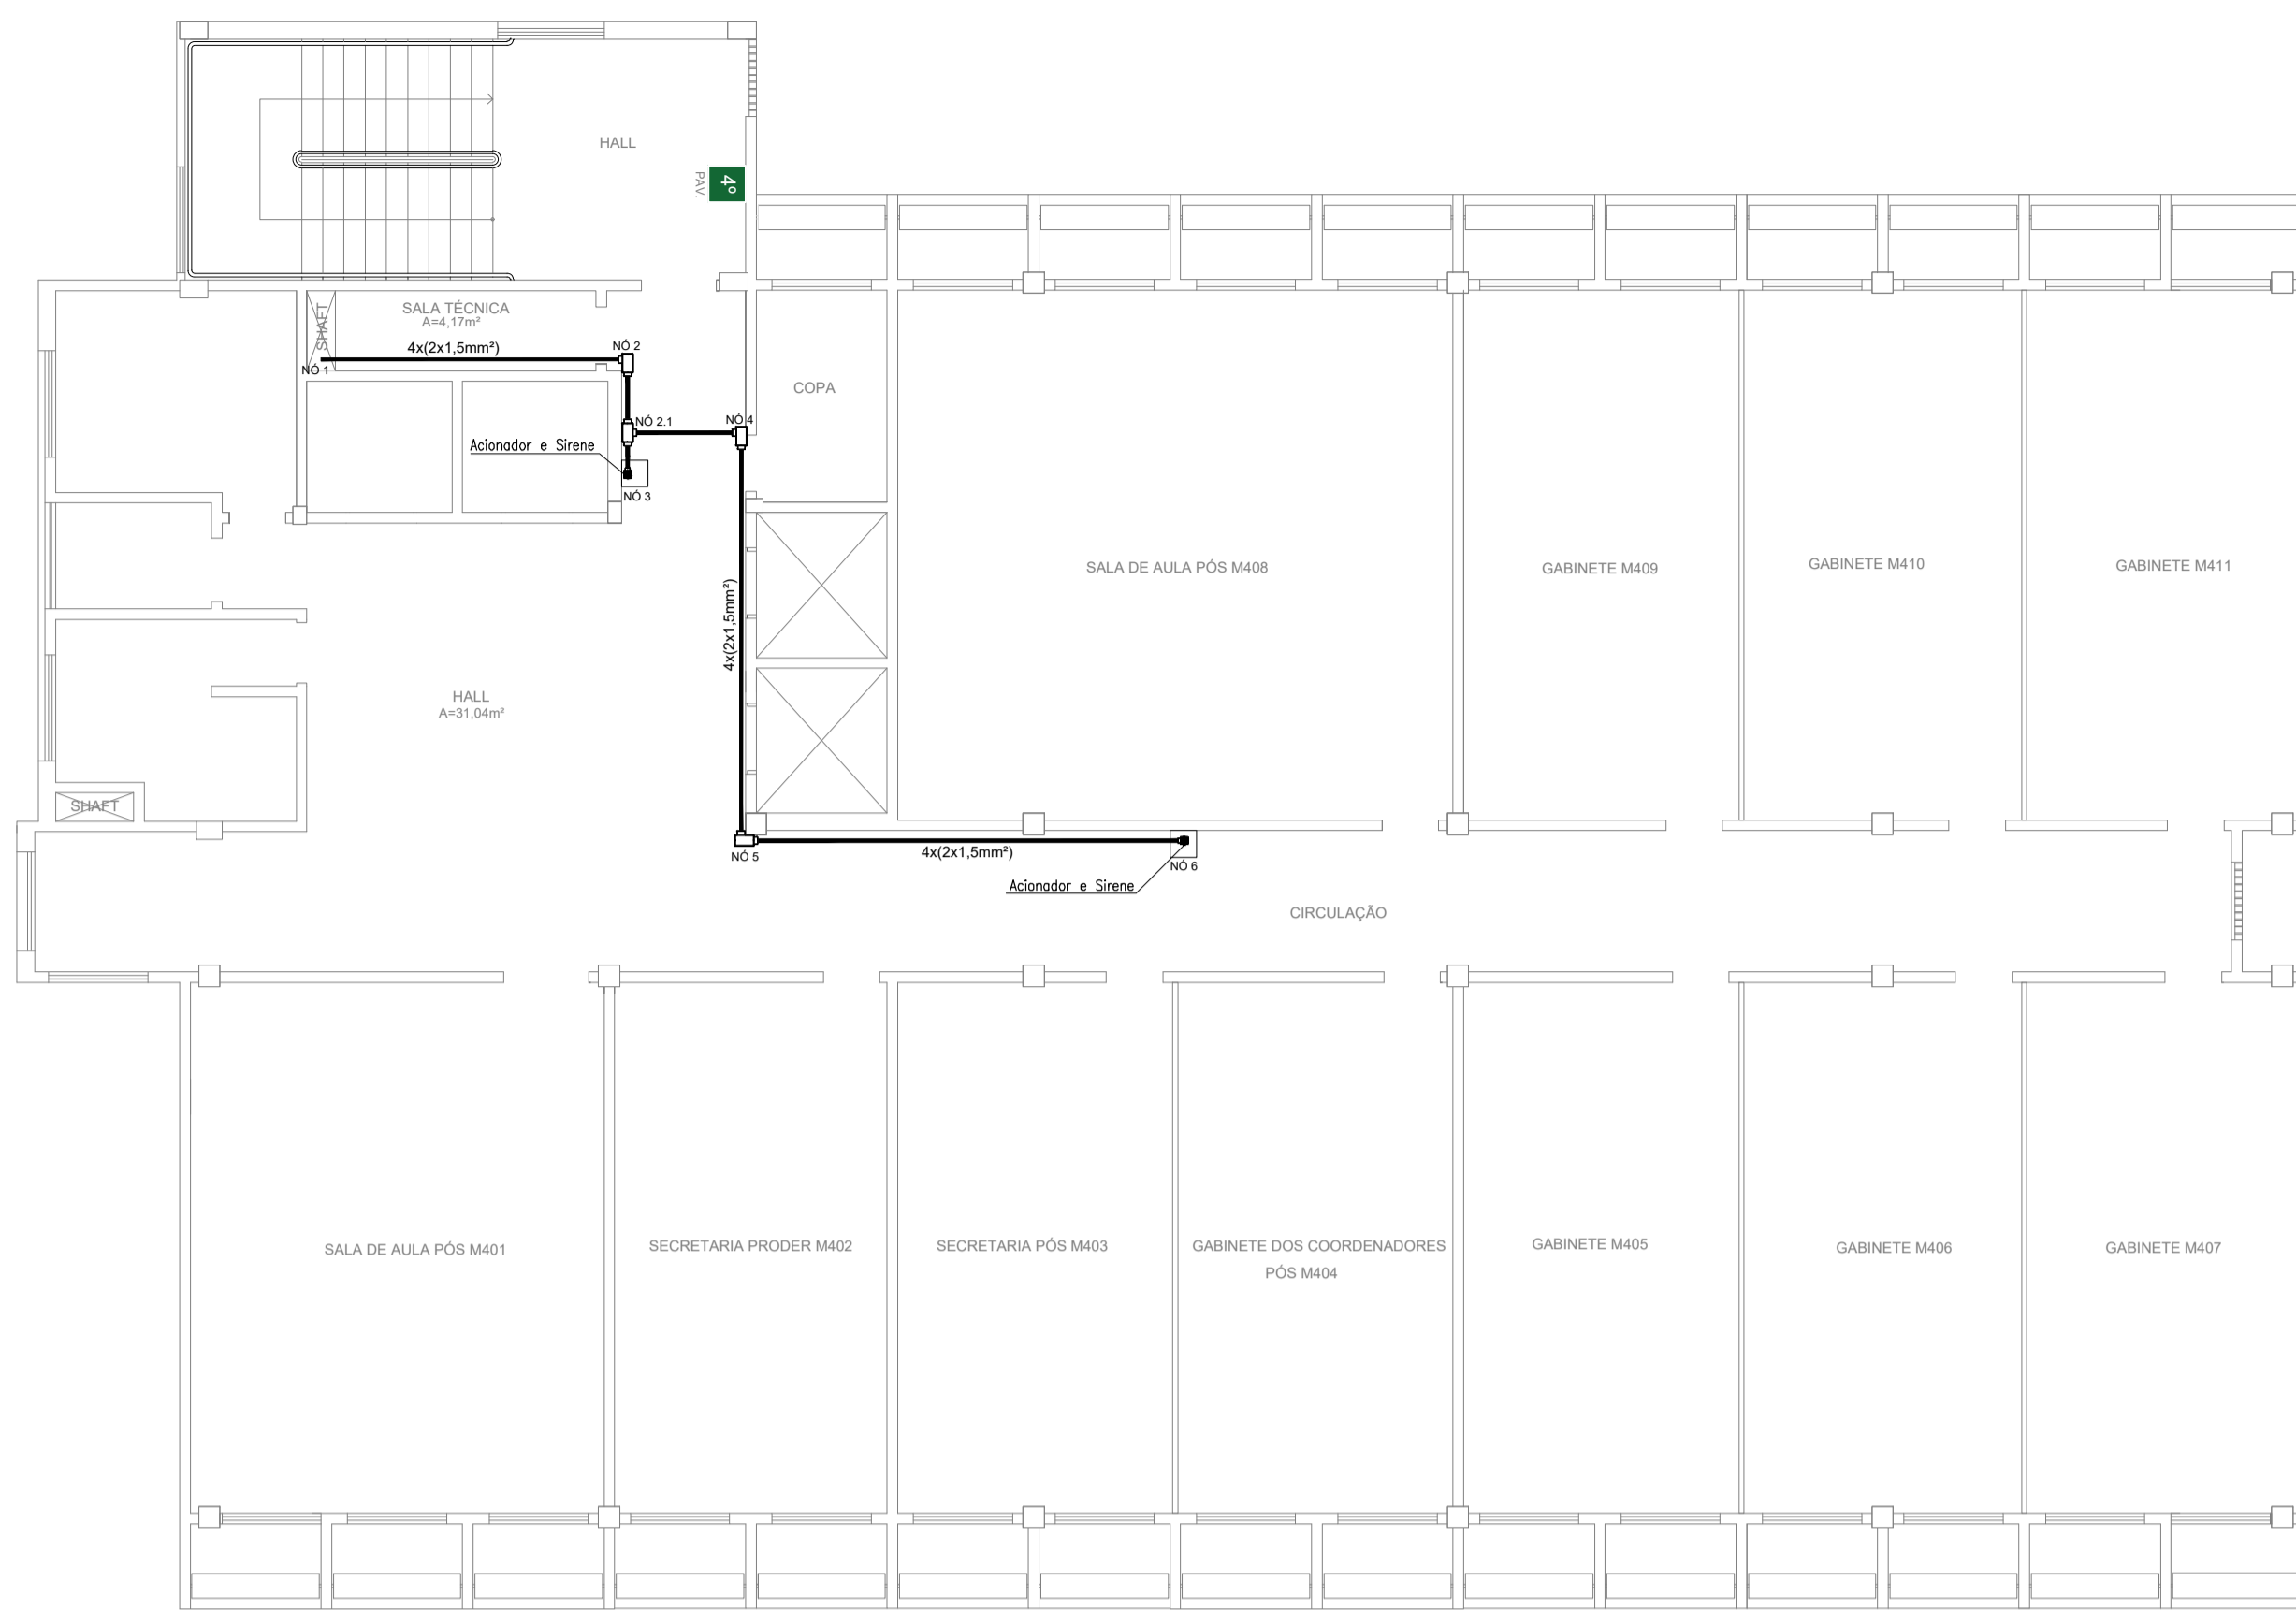 HALL
4º
PAV.
SHAFT
SALA TÉCNICA
A=4,17m²
4x(2x1,5mm²)
NÓ 2
NÓ 1
COPA
NÓ 2.1
NÓ 4
Acionador e Sirene
NÓ 3
SALA DE AULA PÓS M408
GABINETE M409
GABINETE M410
GABINETE M411
4x(2x1,5mm²)
HALL
A=31,04m²
SHAFT
NÓ 5
4x(2x1,5mm²)
NÓ 6
Acionador e Sirene
CIRCULAÇÃO
SALA DE AULA PÓS M401
SECRETARIA PRODER M402
SECRETARIA PÓS M403
GABINETE DOS COORDENADORES
PÓS M404
GABINETE M405
GABINETE M406
GABINETE M407